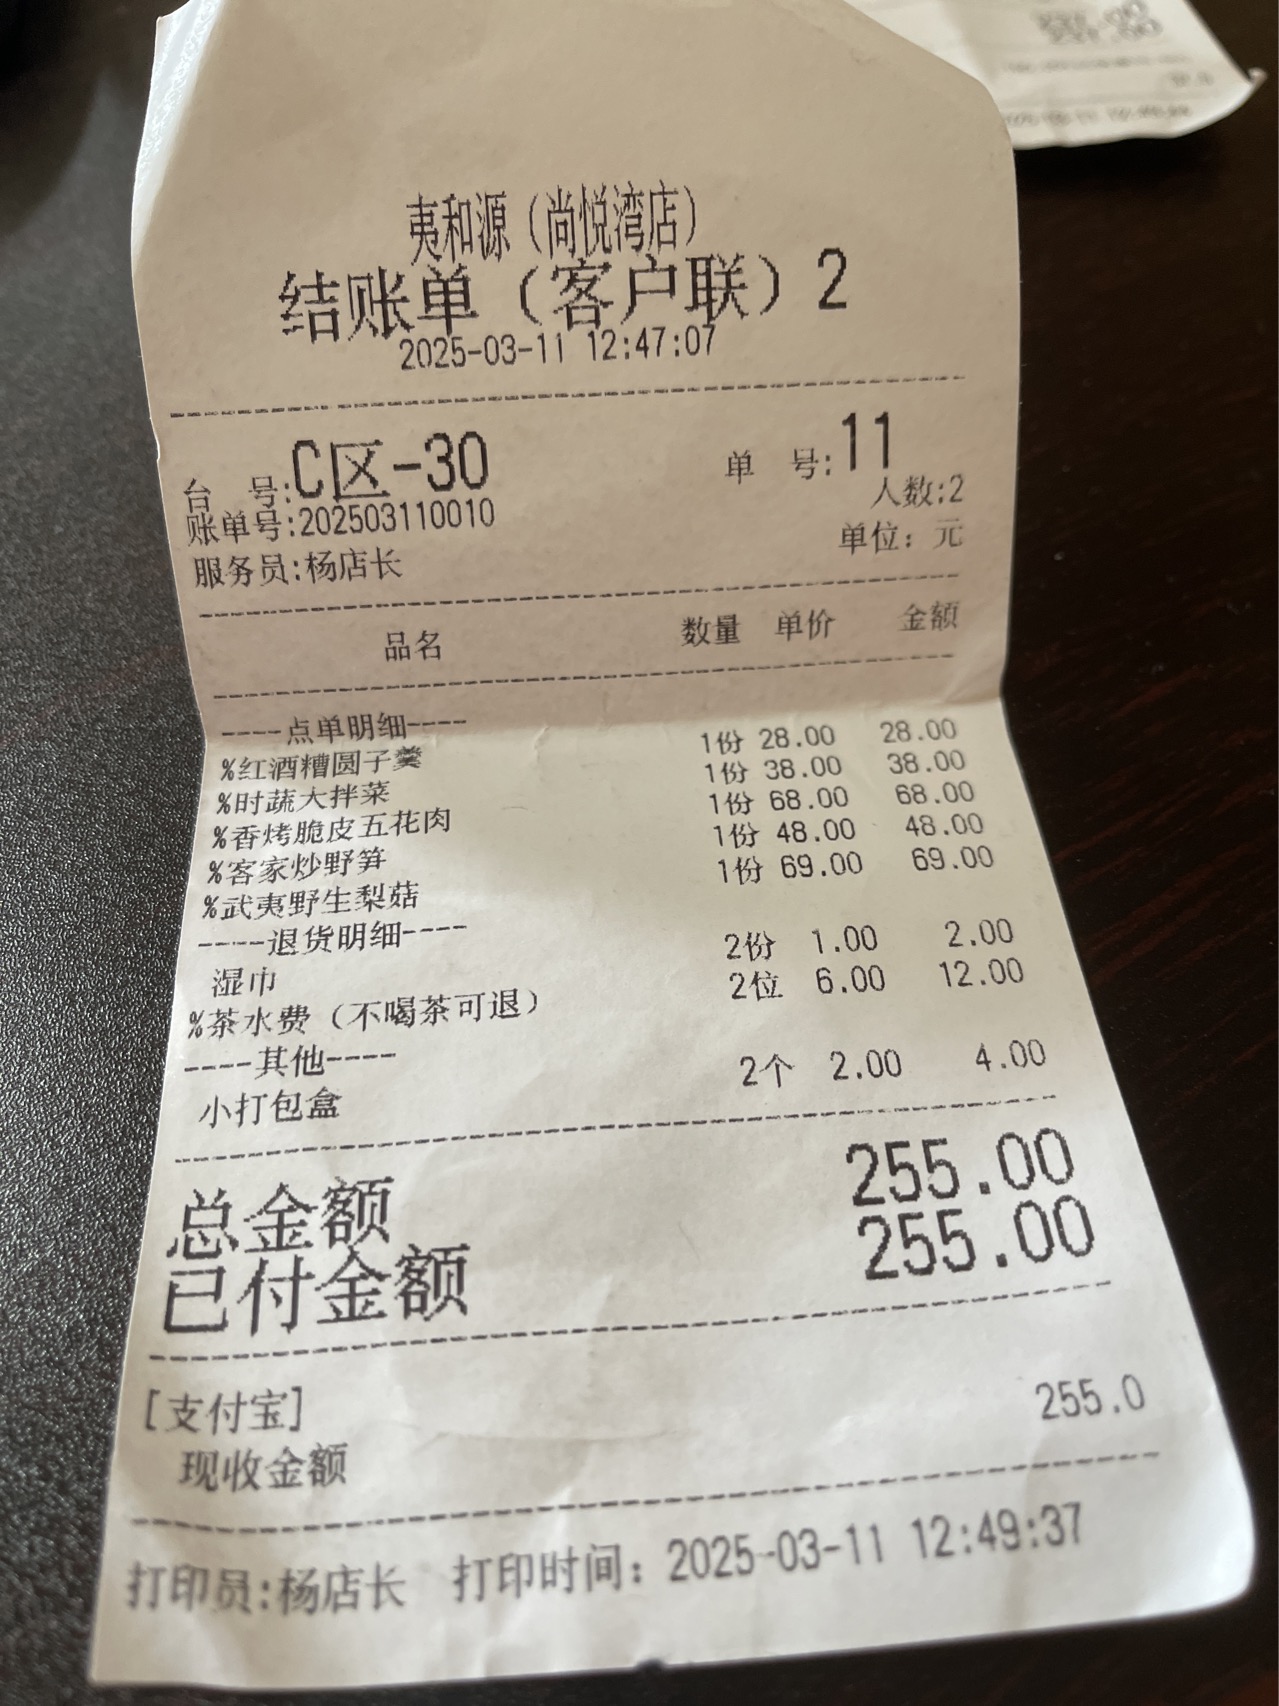 夷和源（尚悦湾店）
结账单（客户联）2
2025-03-11 12:47:07
台 号:C区-30 单 号:11
账单号:202503110010 人数:2
服务员:杨店长 单位：元
品名 数量 单价 金额
----点单明细----
%红酒糟圆子羹 1份 28.00 28.00
%时蔬大拌菜 1份 38.00 38.00
%香烤脆皮五花肉 1份 68.00 68.00
%客家炒野笋 1份 48.00 48.00
%武夷野生梨菇 1份 69.00 69.00
----退货明细----
湿巾 2份 1.00 2.00
%茶水费（不喝茶可退） 2位 6.00 12.00
----其他----
小打包盒 2个 2.00 4.00
总金额 255.00
已付金额 255.00
[支付宝]
现收金额 255.0
打印员:杨店长 打印时间：2025-03-11 12:49:37